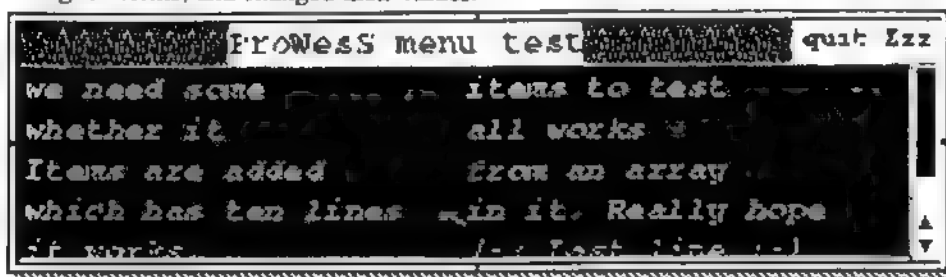 ProWesS menu test quit Zzz
we need some items to test
whether it all works
Items are added from an array
which has ten lines in it. Really hope
it works. (-: Last line :-)